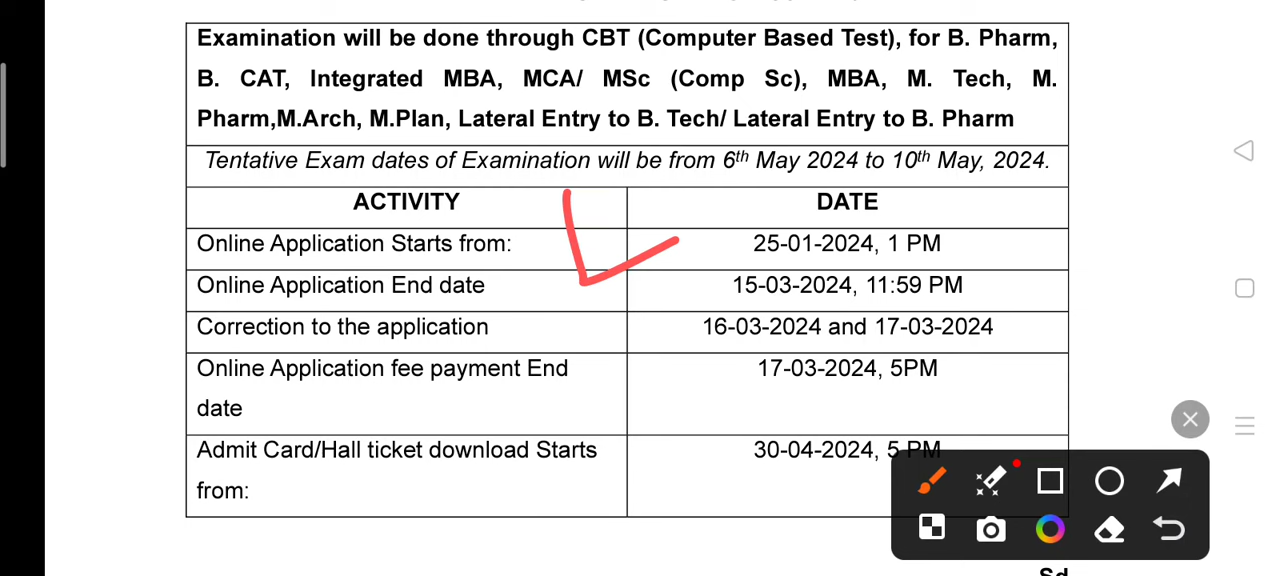 Examination will be done through CBT (Computer Based Test), for B. Pharm,
B. CAT, Integrated MBA, MCA/ MSc (Comp Sc), MBA, M. Tech, M.
Pharm,M.Arch, M.Plan, Lateral Entry to B. Tech/ Lateral Entry to B. Pharm
Tentative Exam dates of Examination will be from 6th May 2024 to 10th May, 2024.
ACTIVITY DATE
Online Application Starts from: 25-01-2024, 1 PM
Online Application End date 15-03-2024, 11:59 PM
Correction to the application 16-03-2024 and 17-03-2024
Online Application fee payment End 17-03-2024, 5PM
date
Admit Card/Hall ticket download Starts 30-04-2024, 5 PM
from:
Sd